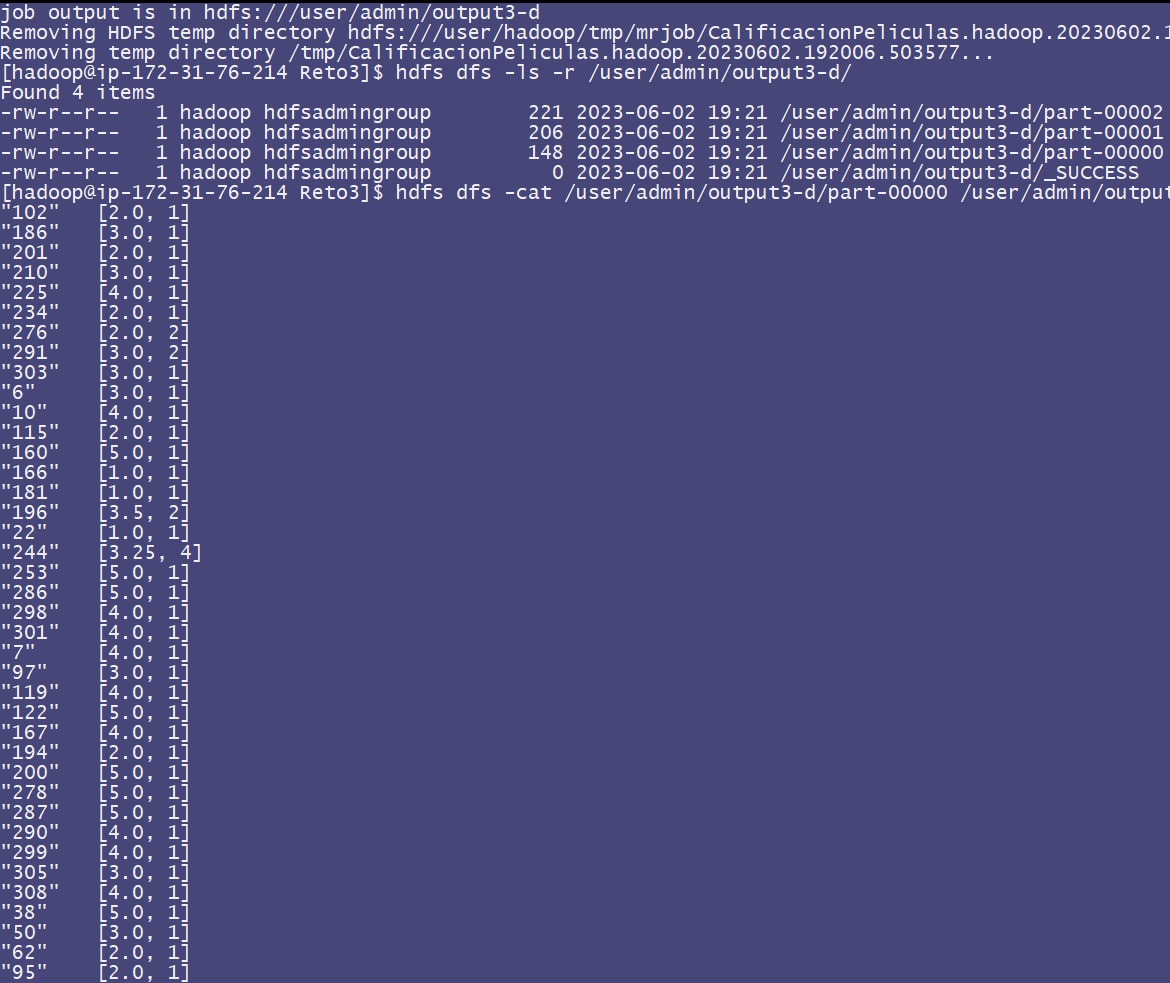 job output is in hdfs:///user/admin/output3-d
Removing HDFS temp directory hdfs:///user/hadoop/tmp/mrjob/CalificacionPeliculas.hadoop.20230602.1
Removing temp directory /tmp/CalificacionPeliculas.hadoop.20230602.192006.503577...
[hadoop@ip-172-31-76-214 Reto3]$ hdfs dfs -ls -r /user/admin/output3-d/
Found 4 items
-rw-r--r--   1 hadoop hdfsadmingroup        221 2023-06-02 19:21 /user/admin/output3-d/part-00002
-rw-r--r--   1 hadoop hdfsadmingroup        206 2023-06-02 19:21 /user/admin/output3-d/part-00001
-rw-r--r--   1 hadoop hdfsadmingroup        148 2023-06-02 19:21 /user/admin/output3-d/part-00000
-rw-r--r--   1 hadoop hdfsadmingroup          0 2023-06-02 19:21 /user/admin/output3-d/_SUCCESS
[hadoop@ip-172-31-76-214 Reto3]$ hdfs dfs -cat /user/admin/output3-d/part-00000 /user/admin/output
"102"   [2.0, 1]
"186"   [3.0, 1]
"201"   [2.0, 1]
"210"   [3.0, 1]
"225"   [4.0, 1]
"234"   [2.0, 1]
"276"   [2.0, 2]
"291"   [3.0, 2]
"303"   [3.0, 1]
"6"     [3.0, 1]
"10"    [4.0, 1]
"115"   [2.0, 1]
"160"   [5.0, 1]
"166"   [1.0, 1]
"181"   [1.0, 1]
"196"   [3.5, 2]
"22"    [1.0, 1]
"244"   [3.25, 4]
"253"   [5.0, 1]
"286"   [5.0, 1]
"298"   [4.0, 1]
"301"   [4.0, 1]
"7"     [4.0, 1]
"97"    [3.0, 1]
"119"   [4.0, 1]
"122"   [5.0, 1]
"167"   [4.0, 1]
"194"   [2.0, 1]
"200"   [5.0, 1]
"278"   [5.0, 1]
"287"   [5.0, 1]
"290"   [4.0, 1]
"299"   [4.0, 1]
"305"   [3.0, 1]
"308"   [4.0, 1]
"38"    [5.0, 1]
"50"    [3.0, 1]
"62"    [2.0, 1]
"95"    [2.0, 1]